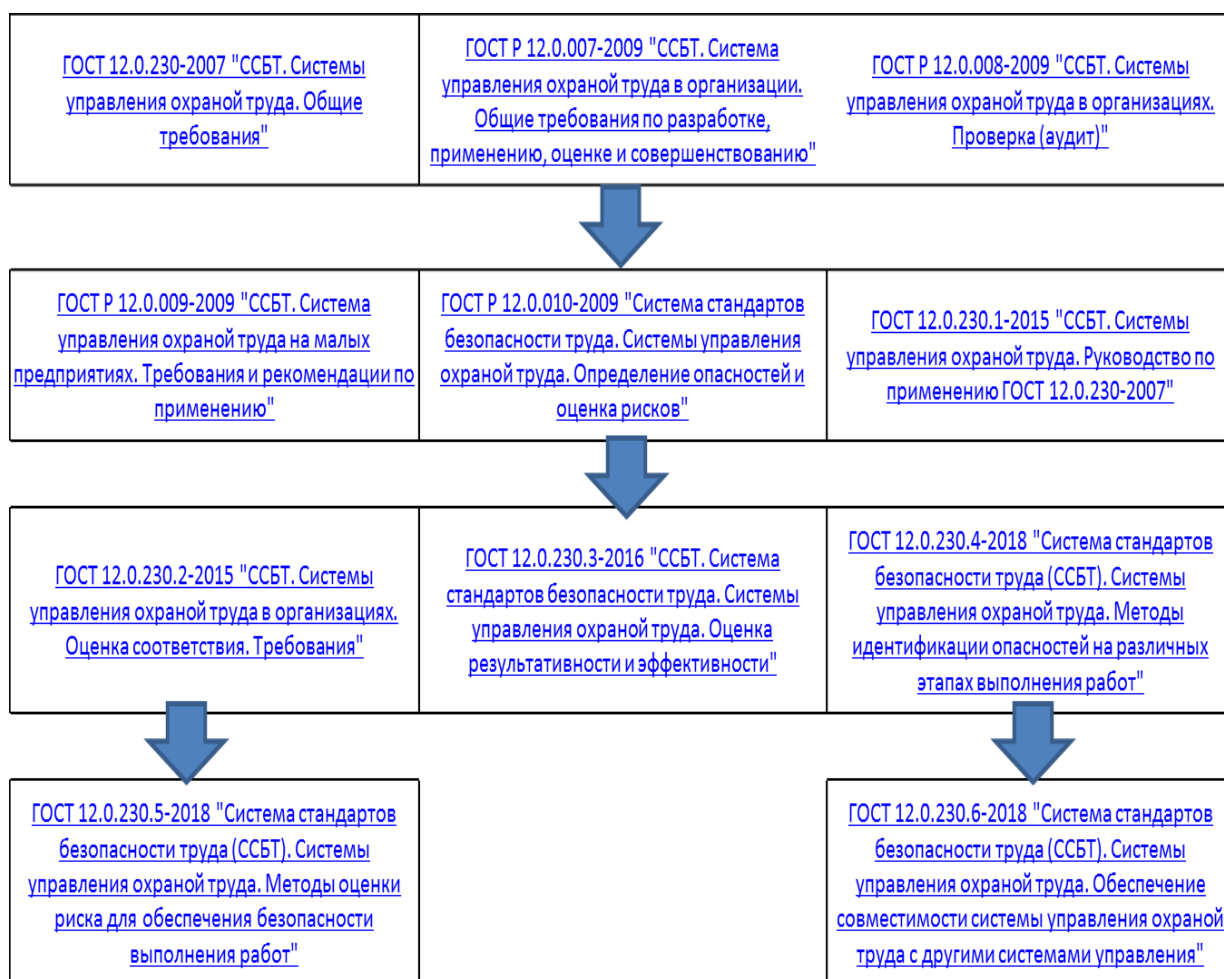 ГОСТ 12.0.230-2007 "ССБТ. Системы
управления охраной труда. Общие
требования"
ГОСТ Р 12.0.007-2009 "ССБТ. Система
управления охраной труда в организации.
Общие требования по разработке,
применению, оценке и совершенствованию"
ГОСТ Р 12.0.008-2009 "ССБТ. Системы
управления охраной труда в организациях.
Проверка (аудит)"
ГОСТ Р 12.0.009-2009 "ССБТ. Система
управления охраной труда на малых
предприятиях. Требования и рекомендации по
применению"
ГОСТ Р 12.0.010-2009 "Система стандартов
безопасности труда. Системы управления
охраной труда. Определение опасностей и
оценка рисков"
ГОСТ 12.0.230.1-2015 "ССБТ. Системы
управления охраной труда. Руководство по
применению ГОСТ 12.0.230-2007"
ГОСТ 12.0.230.2-2015 "ССБТ. Системы
управления охраной труда в организациях.
Оценка соответствия. Требования"
ГОСТ 12.0.230.3-2016 "ССБТ. Система
стандартов безопасности труда. Системы
управления охраной труда. Оценка
результативности и эффективности"
ГОСТ 12.0.230.4-2018 "Система стандартов
безопасности труда (ССБТ). Системы
управления охраной труда. Методы
идентификации опасностей на различных
этапах выполнения работ"
ГОСТ 12.0.230.5-2018 "Система стандартов
безопасности труда (ССБТ). Системы
управления охраной труда. Методы оценки
риска для обеспечения безопасности
выполнения работ"
ГОСТ 12.0.230.6-2018 "Система стандартов
безопасности труда (ССБТ). Системы
управления охраной труда. Обеспечение
совместимости системы управления охраной
труда с другими системами управления"